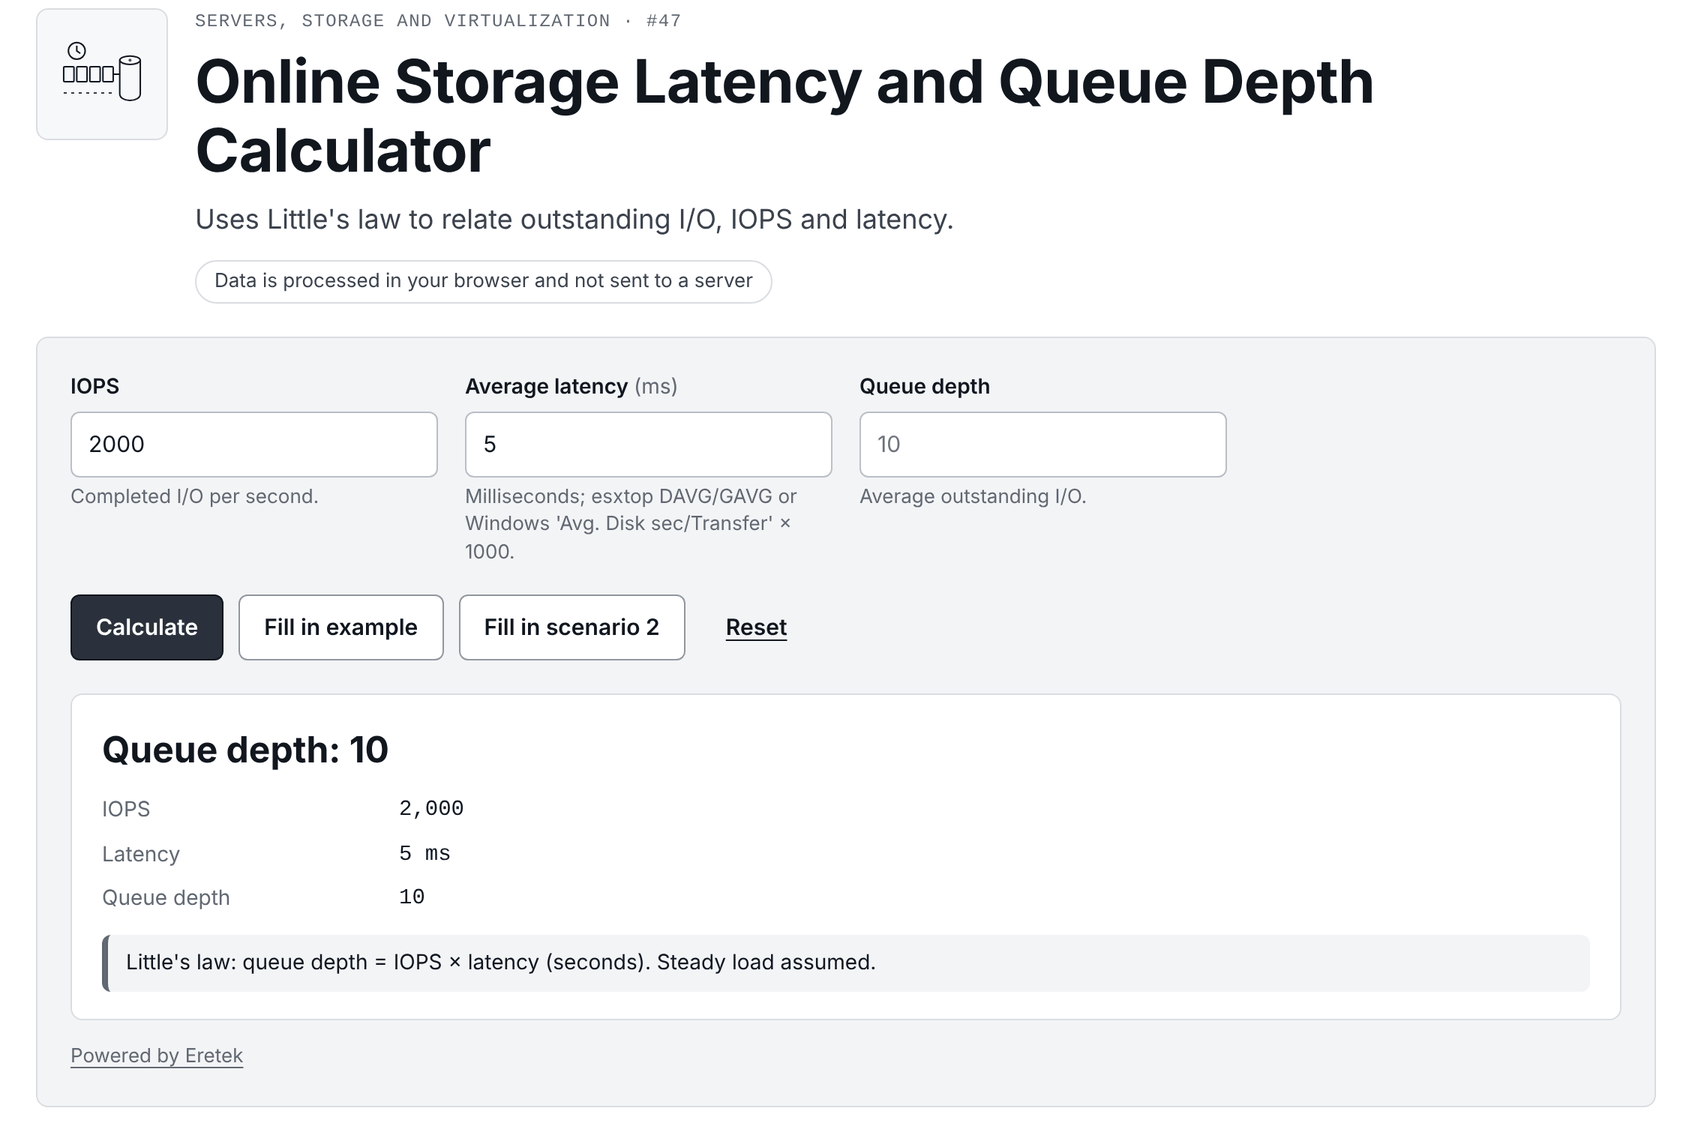 SERVERS, STORAGE AND VIRTUALIZATION · #47
Online Storage Latency and Queue Depth
Calculator
Uses Little's law to relate outstanding I/O, IOPS and latency.
Data is processed in your browser and not sent to a server
IOPS
2000
Completed I/O per second.
Average latency (ms)
5
Milliseconds; esxtop DAVG/GAVG or
Windows 'Avg. Disk sec/Transfer' ×
1000.
Queue depth
10
Average outstanding I/O.
Calculate
Fill in example
Fill in scenario 2
Reset
Queue depth: 10
IOPS 2,000
Latency 5 ms
Queue depth 10
Little's law: queue depth = IOPS × latency (seconds). Steady load assumed.
Powered by Eretek